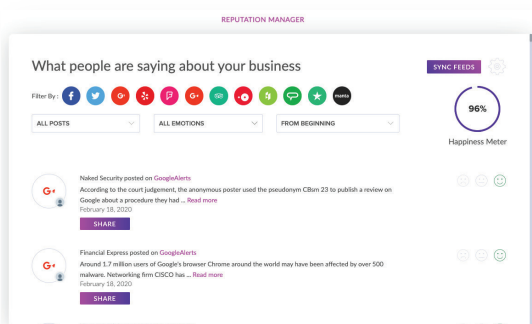 REPUTATION MANAGER
What people are saying about your business
SYNC FEEDS
Filter By :
G+
G+
manta
96%
ALL POSTS
ALL EMOTIONS
FROM BEGINNING
Happiness Meter
Naked Security posted on GoogleAlerts
According to the court judgement, the anonymous poster used the pseudonym CBsm 23 to publish a review on
Google about a procedure they had ... Read more
February 18, 2020
G+
SHARE
Financial Express posted on GoogleAlerts
Around 1.7 million users of Google's browser Chrome around the world may have been affected by over 500
malware. Networking firm CISCO has ... Read more
February 18, 2020
G+
SHARE